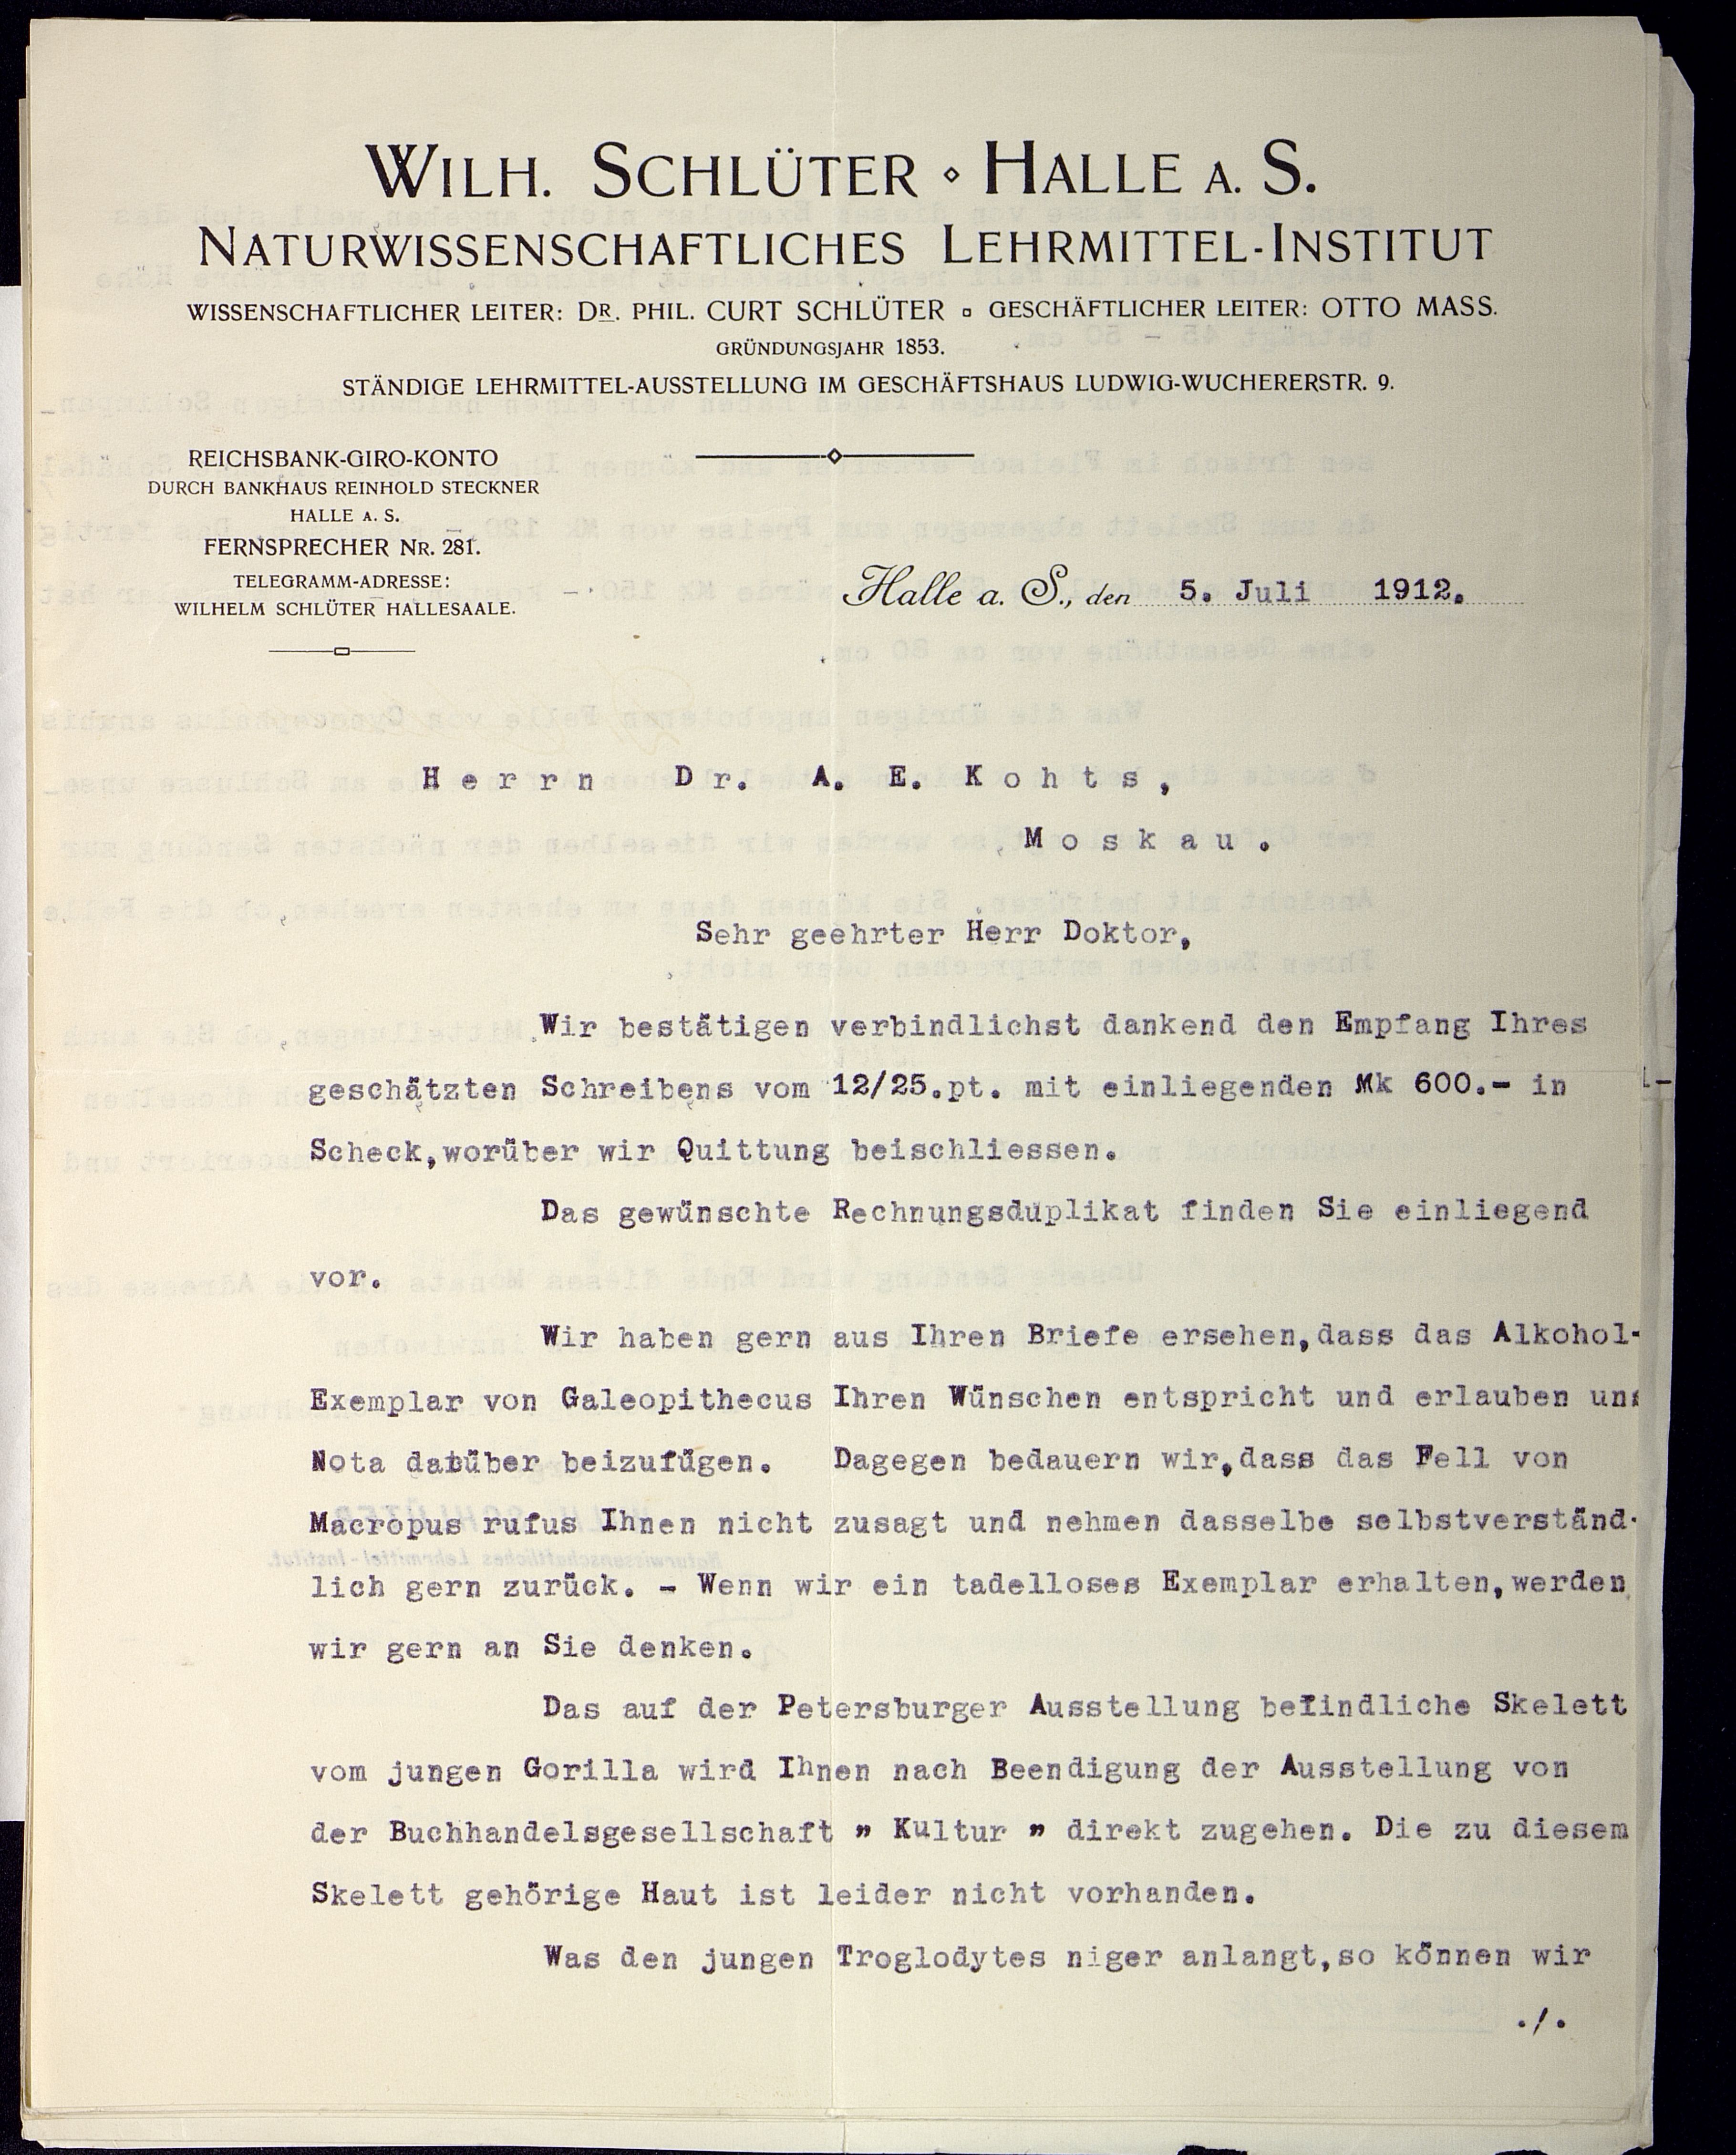 WILH. SCHLÜTER ⋄ HALLE A. S.
NATURWISSENSCHAFTLICHES LEHRMITTEL-INSTITUT
WISSENSCHAFTLICHER LEITER: DR. PHIL. CURT SCHLÜTER ▫ GESCHÄFTLICHER LEITER: OTTO MASS.
GRÜNDUNGSJAHR 1853.
STÄNDIGE LEHRMITTEL-AUSSTELLUNG IM GESCHÄFTSHAUS LUDWIG-WUCHERERSTR. 9.
REICHSBANK-GIRO-KONTO
DURCH BANKHAUS REINHOLD STECKNER
HALLE A. S.
FERNSPRECHER NR. 281.
TELEGRAMM-ADRESSE:
WILHELM SCHLÜTER HALLESAALE.
Halle a. S., den 5. Juli 1912.
Herrn Dr. A. E. Kohts,
Moskau.
Sehr geehrter Herr Doktor,
Wir bestätigen verbindlichst dankend den Empfang Ihres
geschätzten Schreibens vom 12/25.pt. mit einliegenden Mk 600.- in
Scheck,worüber wir Quittung beischliessen.
Das gewünschte Rechnungsduplikat finden Sie einliegend
vor.
Wir haben gern aus Ihren Briefe ersehen,dass das Alkohol-
Exemplar von Galeopithecus Ihren Wünschen entspricht und erlauben uns
Nota darüber beizufügen. Dagegen bedauern wir,dass das Fell von
Macropus rufus Ihnen nicht zusagt und nehmen dasselbe selbstverständ-
lich gern zurück. - Wenn wir ein tadelloses Exemplar erhalten,werden
wir gern an Sie denken.
Das auf der Petersburger Ausstellung befindliche Skelett
vom jungen Gorilla wird Ihnen nach Beendigung der Ausstellung von
der Buchhandelsgesellschaft " Kultur " direkt zugehen. Die zu diesem
Skelett gehörige Haut ist leider nicht vorhanden.
Was den jungen Troglodytes niger anlangt,so können wir
./.